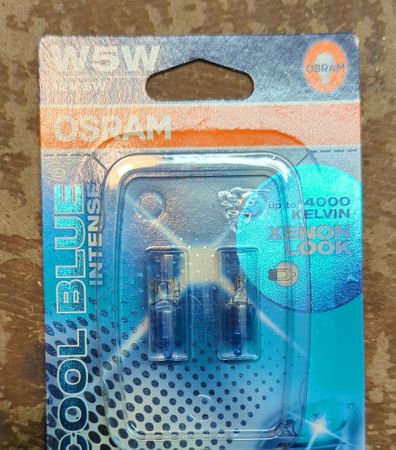 W5W
OSRAM
OSRAM
COOL BLUE
INTENSE
up to 4000
KELVIN
XENON
LOOK